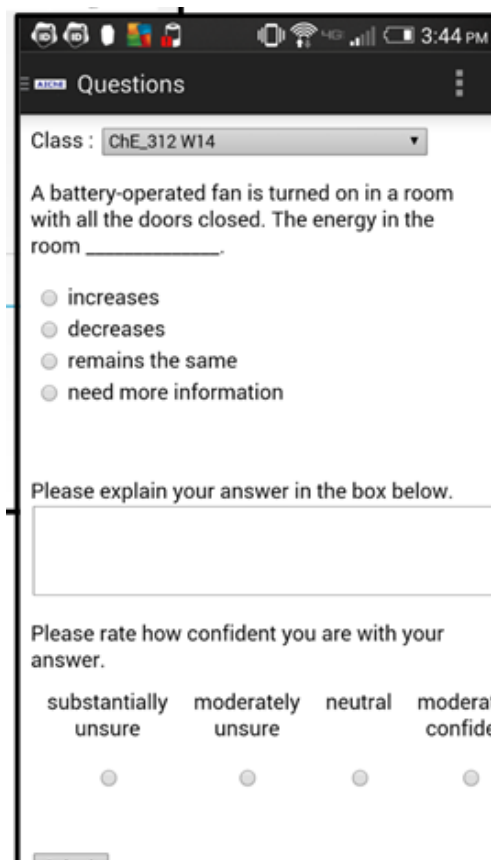 3:44 PM
AIChE Questions
Class : ChE_312 W14
A battery-operated fan is turned on in a room
with all the doors closed. The energy in the
room ______________.
increases
decreases
remains the same
need more information
Please explain your answer in the box below.
Please rate how confident you are with your
answer.
substantially moderately neutral
unsure unsure